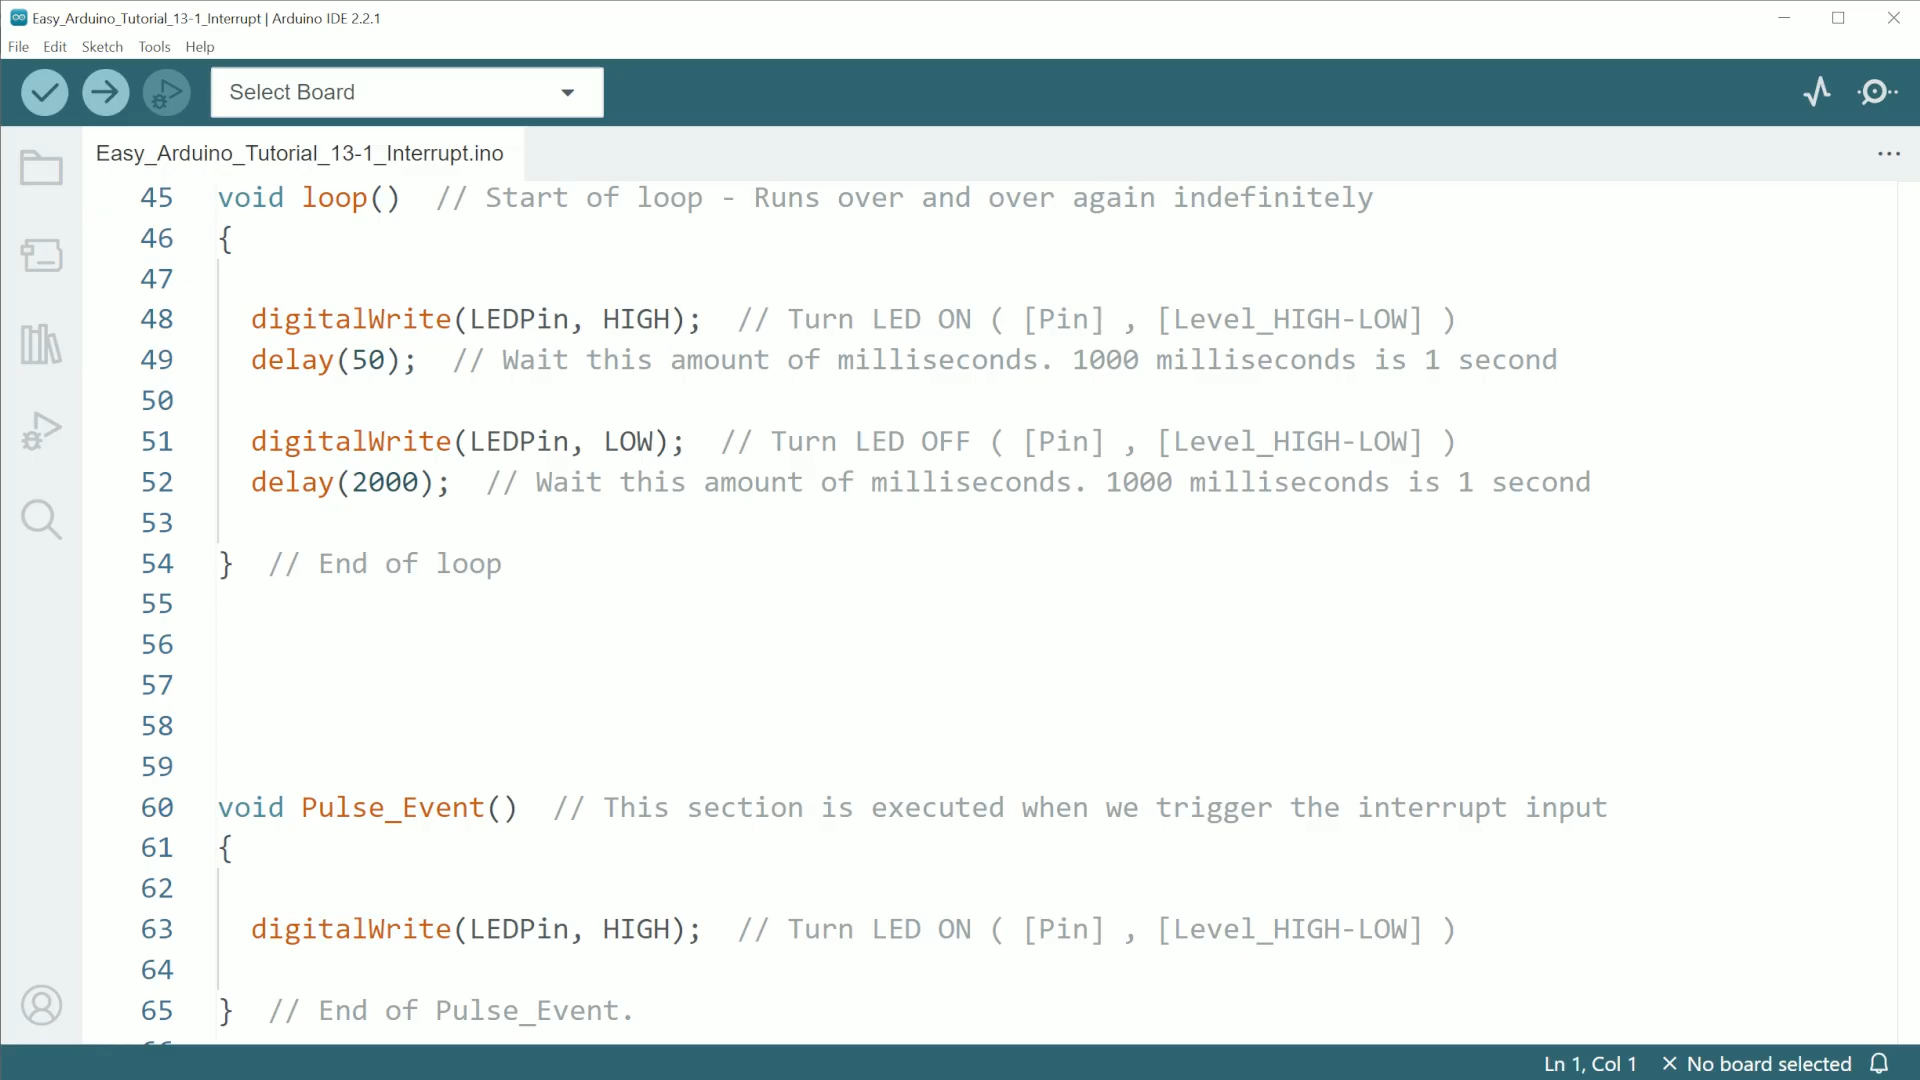 Easy_Arduino_Tutorial_13-1_Interrupt | Arduino IDE 2.2.1
File Edit Sketch Tools Help
Select Board
Easy_Arduino_Tutorial_13-1_Interrupt.ino
45 void loop() // Start of loop - Runs over and over again indefinitely
46 {
47
48 digitalWrite(LEDPin, HIGH); // Turn LED ON ( [Pin] , [Level_HIGH-LOW] )
49 delay(50); // Wait this amount of milliseconds. 1000 milliseconds is 1 second
50
51 digitalWrite(LEDPin, LOW); // Turn LED OFF ( [Pin] , [Level_HIGH-LOW] )
52 delay(2000); // Wait this amount of milliseconds. 1000 milliseconds is 1 second
53
54 } // End of loop
55
56
57
58
59
60 void Pulse_Event() // This section is executed when we trigger the interrupt input
61 {
62
63 digitalWrite(LEDPin, HIGH); // Turn LED ON ( [Pin] , [Level_HIGH-LOW] )
64
65 } // End of Pulse_Event.
Ln 1, Col 1 × No board selected